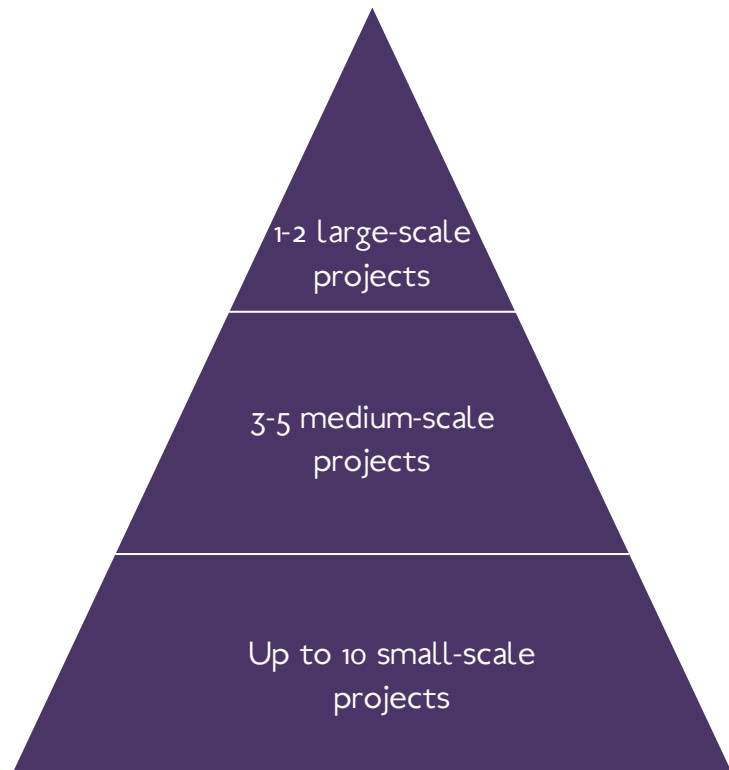 1-2 large-scale
projects
3-5 medium-scale
projects
Up to 10 small-scale
projects